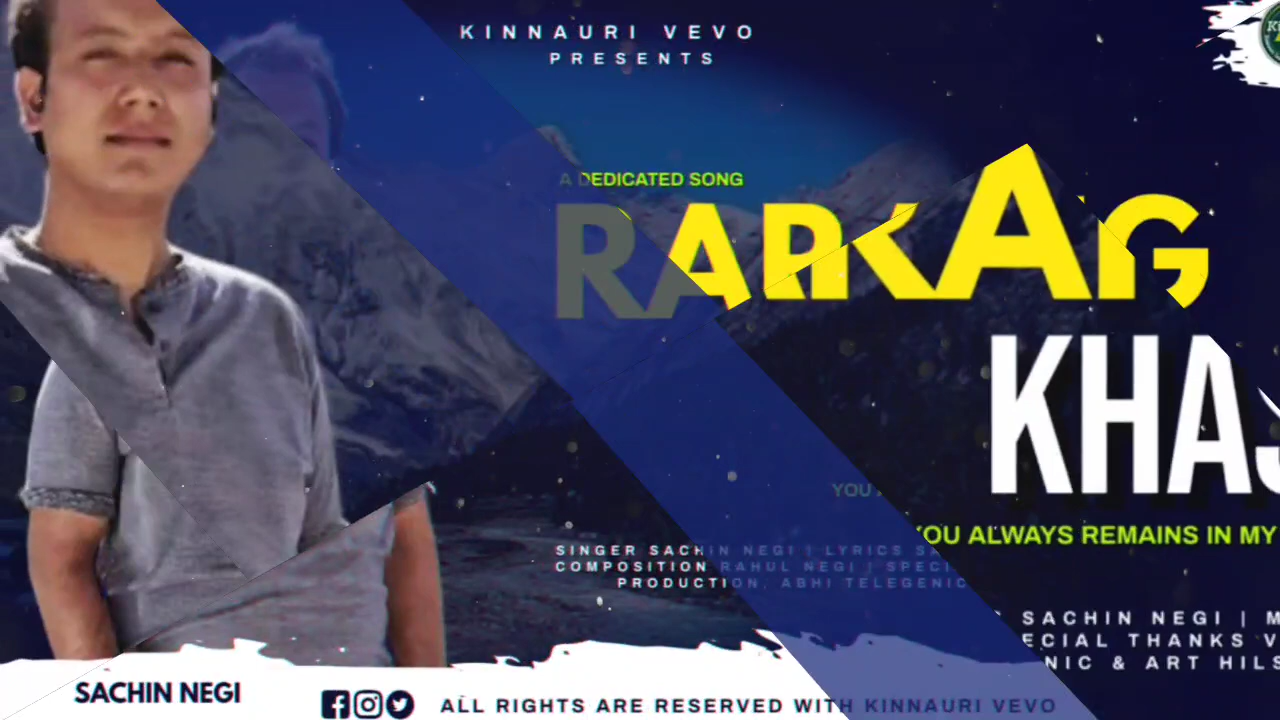 KINNAURI VEVO
PRESENTS
A DEDICATED SONG
KHAS
YOU
YOU ALWAYS REMAINS IN MY
SINGER SACHIN NEGI | LYRICS SA
COMPOSITION RAHUL NEGI | SPECI
PRODUCTION, ABHI TELEGENIC
SACHIN NEGI | M
ECIAL THANKS V
NIC & ART HILS
SACHIN NEGI
ALL RIGHTS ARE RESERVED WITH KINNAURI VEVO